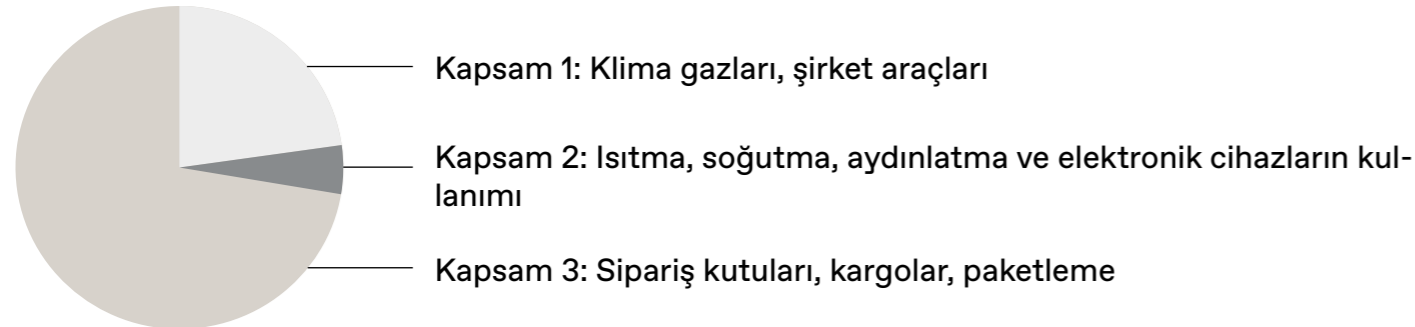 Kapsam 1: Klima gazları, şirket araçları
Kapsam 2: Isıtma, soğutma, aydınlatma ve elektronik cihazların kul-
lanımı
Kapsam 3: Sipariş kutuları, kargolar, paketleme